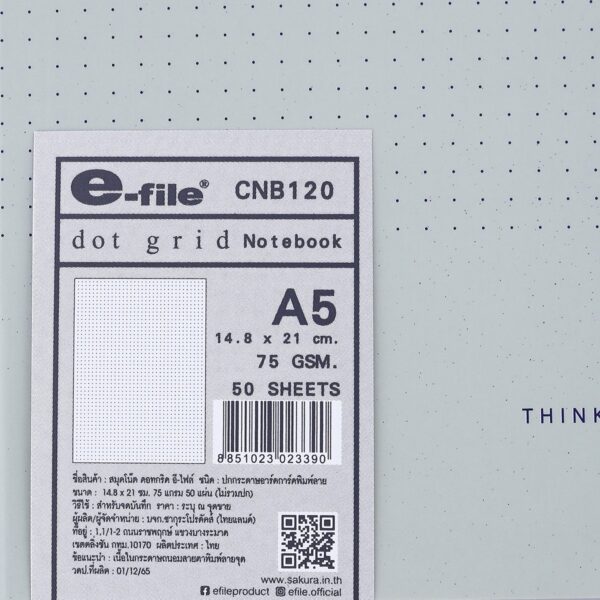 e-file® CNB120
dot grid Notebook
A5
14.8 x 21 cm.
75 GSM.
50 SHEETS
8851023023390
THINK
ชื่อสินค้า : สมุดโน้ต ดอทกริด อี-ไฟล์ ชนิด : ปกกระดาษอาร์ตการ์ดพิมพ์ลาย
ขนาด : 14.8 x 21 ซม. 75 แกรม 50 แผ่น (ไม่รวมปก)
วิธีใช้ : สำหรับจดบันทึก ราคา : ระบุ ณ จุดขาย
ผู้ผลิต/ผู้จัดจำหน่าย : บจก.ซากุระโปรดัคส์ (ไทยแลนด์)
ที่อยู่ : 1,1/1-2 ถนนราชพฤกษ์ แขวงบางระมาด
เขตตลิ่งชัน กทม.10170 ผลิตประเทศ : ไทย
ข้อแนะนำ : เนื้อในกระดาษถนอมสายตาพิมพ์ลายจุด
วดป.ที่ผลิต : 01/12/65
www.sakura.in.th
efileproduct efile.official